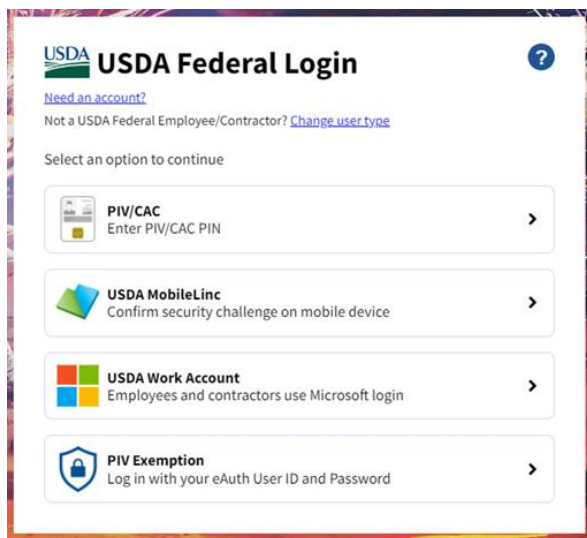 USDA USDA Federal Login
?
Need an account?
Not a USDA Federal Employee/Contractor? Change user type
Select an option to continue
PIV/CAC
Enter PIV/CAC PIN
USDA MobileLinc
Confirm security challenge on mobile device
USDA Work Account
Employees and contractors use Microsoft login
PIV Exemption
Log in with your eAuth User ID and Password